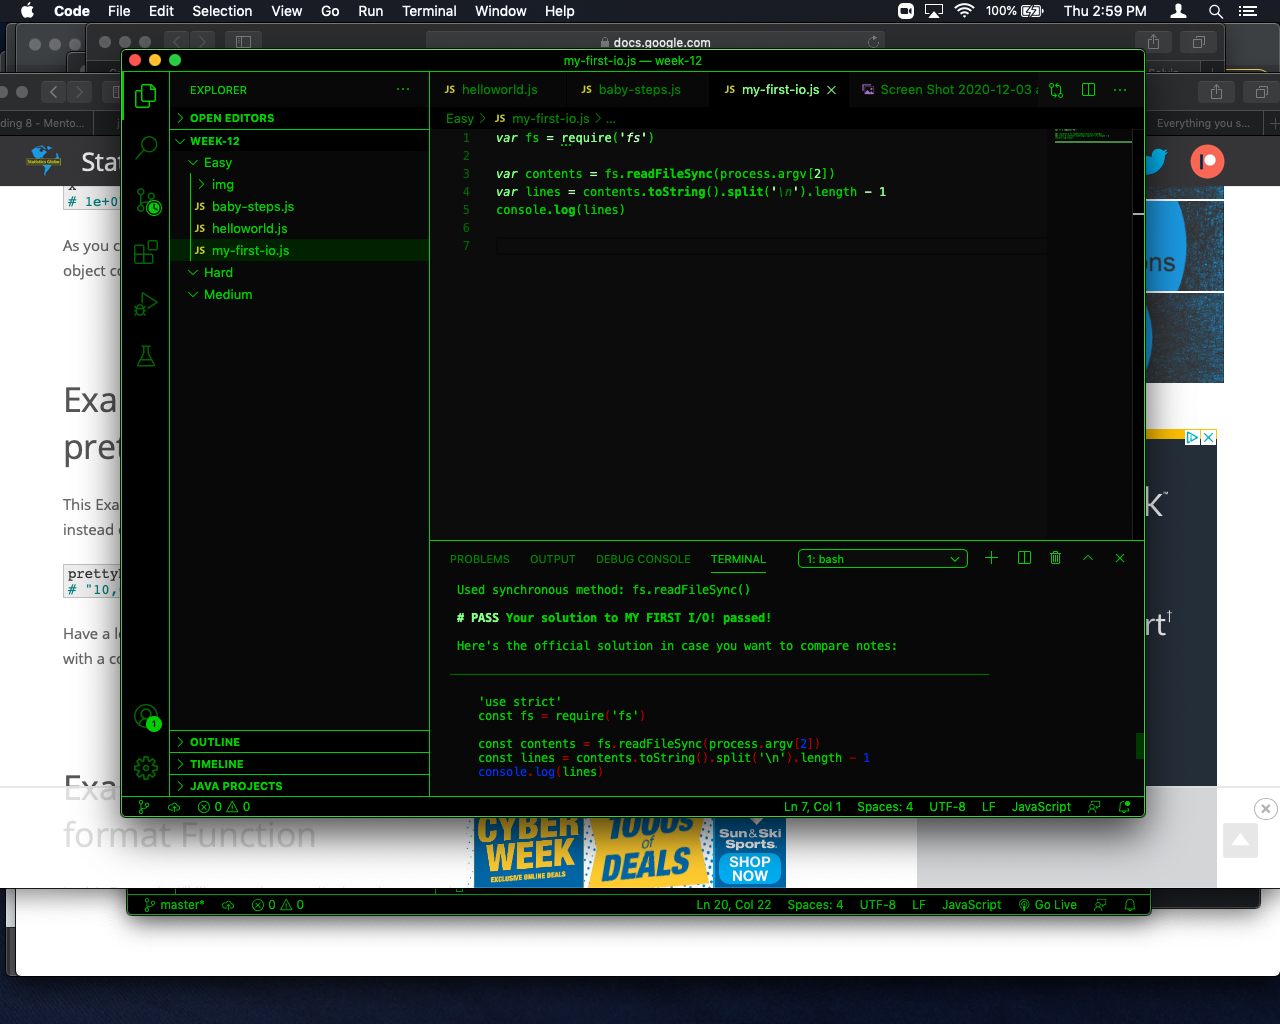 Code File Edit Selection View Go Run Terminal Window Help 100% Thu 2:59 PM
docs.google.com
my-first-io.js — week-12
EXPLORER ...
helloworld.js
baby-steps.js
my-first-io.js
Screen Shot 2020-12-03
OPEN EDITORS
Easy > JS my-first-io.js > ...
WEEK-12
Easy
img
JS baby-steps.js
JS helloworld.js
JS my-first-io.js
Hard
Medium
OUTLINE
TIMELINE
JAVA PROJECTS
1 var fs = require('fs')
2
3 var contents = fs.readFileSync(process.argv[2])
4 var lines = contents.toString().split('\n').length - 1
5 console.log(lines)
6
7
PROBLEMS OUTPUT DEBUG CONSOLE TERMINAL 1: bash
Used synchronous method: fs.readFileSync()
# PASS Your solution to MY FIRST I/O! passed!
Here's the official solution in case you want to compare notes:
'use strict'
const fs = require('fs')
const contents = fs.readFileSync(process.argv[2])
const lines = contents.toString().split('\n').length - 1
console.log(lines)
0 0 Ln 7, Col 1 Spaces: 4 UTF-8 LF JavaScript
ding 8 - Mento...
Everything you s...
Statistics Globe
Stat
# 1e+0
As you c
object co
Exa
pret
This Exa
instead
pretty
# "10,
Have a l
with a co
Exa
format Function
ons
K™
rt†
CYBER WEEK
EXCLUSIVE ONLINE DEALS
1000s of DEALS
Sun&Ski Sports.
SHOP NOW
master* 0 0 Ln 20, Col 22 Spaces: 4 UTF-8 LF JavaScript Go Live